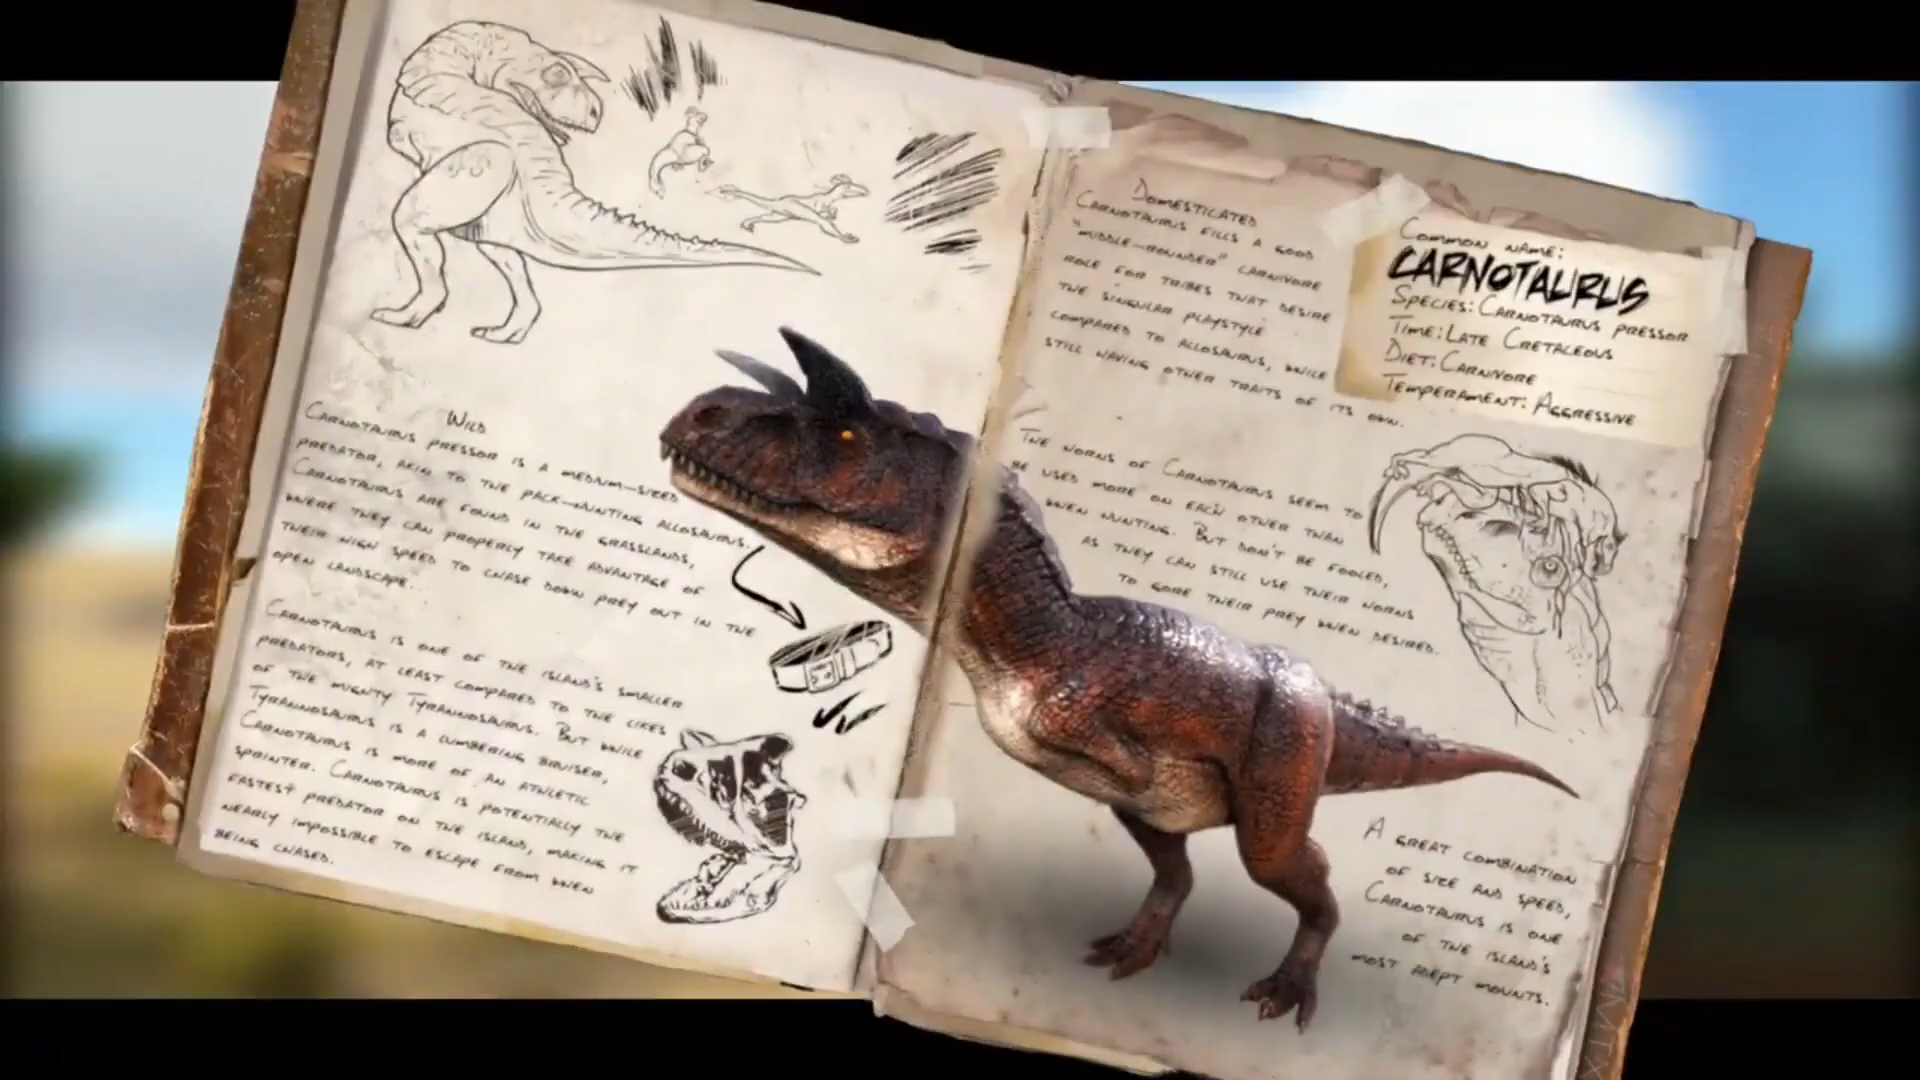 Wild
Carnotaurus pressor is a medium-sized
predator, akin to the pack-hunting Allosaurus.
Carnotaurus are found in the grasslands,
where they can properly take advantage of
their high speed to chase down prey out in the
open landscape.
Carnotaurus is one of the island's smaller
predators, at least compared to the likes
of the mighty Tyrannosaurus. But while
Tyrannosaurus is a lumbering bruiser,
Carnotaurus is more of an athletic
sprinter. Carnotaurus is potentially the
fastest predator on the island, making it
nearly impossible to escape from when
being chased.
Domesticated
Carnotaurus fills a good
"middle-rounder" carnivore
role for tribes that desire
the singular playstyle
compared to Allosaurus, while
still having other traits of its own.
Common name:
CARNOTAURUS
Species: Carnotaurus pressor
Time: Late Cretaceous
Diet: Carnivore
Temperament: Aggressive
The horns of Carnotaurus seem to
be used more on each other than
when hunting. But don't be fooled,
as they can still use their horns
to gore their prey when desired.
A great combination
of size and speed,
Carnotaurus is one
of the island's
most adept mounts.